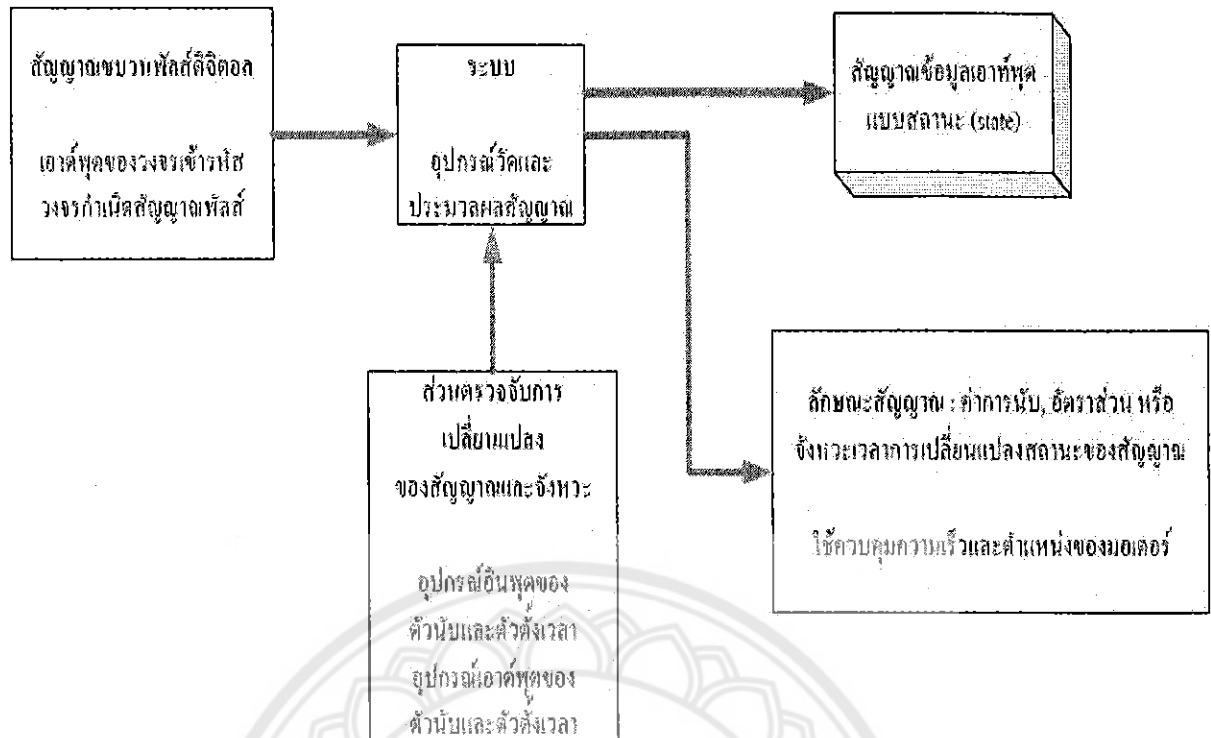 สัญญาณขบวนพัลส์ดิจิตอล
เอาต์พุตของวงจรเข้ารหัส
วงจรกำเนิดสัญญาณพัลส์
ระบบ
อุปกรณ์วัดและ
ประมวลผลสัญญาณ
สัญญาณข้อมูลเอาท์พุต
แบบสถานะ (state)
ส่วนตรวจจับการ
เปลี่ยนแปลง
ของสัญญาณและจังหวะ
อุปกรณ์อินพุตของ
ตัวนับและตัวตั้งเวลา
อุปกรณ์เอาต์พุตของ
ตัวนับและตัวตั้งเวลา
ลักษณะสัญญาณ : ค่าการนับ, อัตราส่วน หรือ
จังหวะเวลาการเปลี่ยนแปลงสถานะของสัญญาณ
ใช้ควบคุมความเร็วและตำแหน่งของมอเตอร์